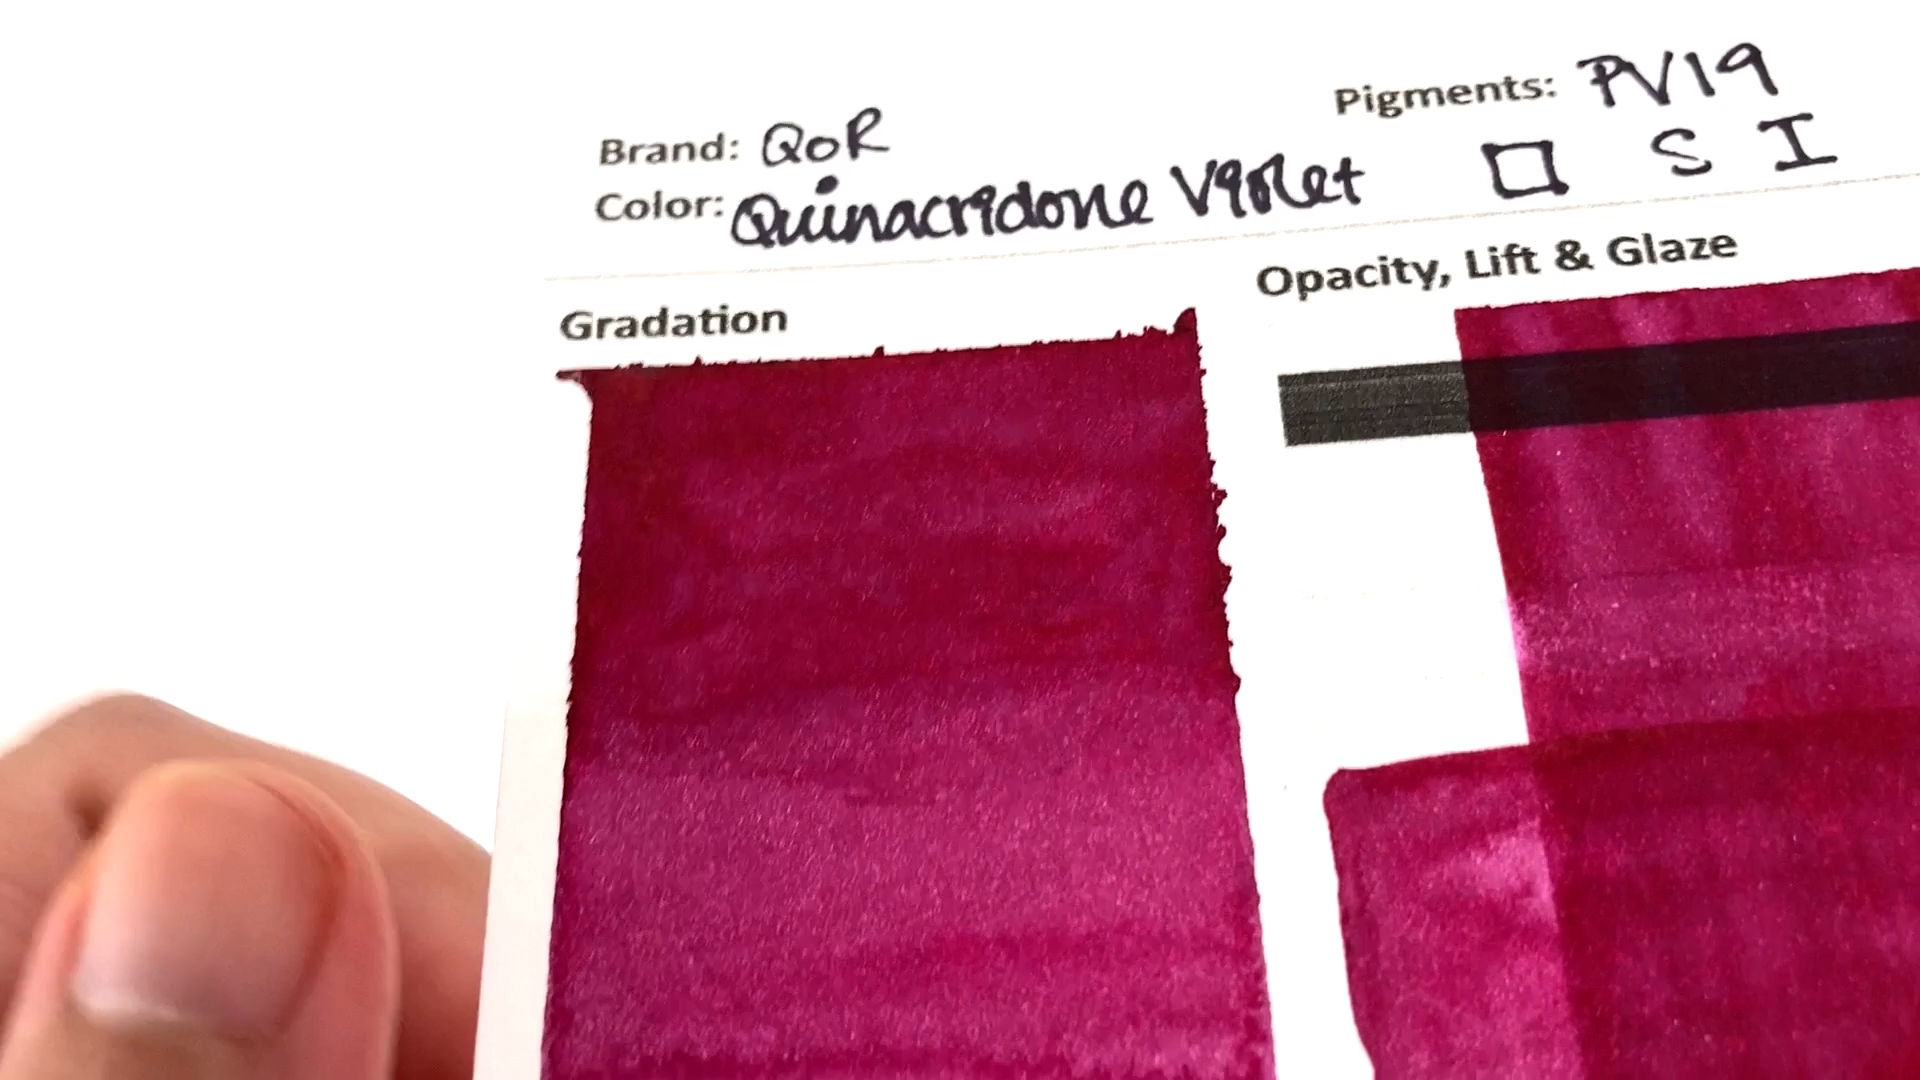 Brand: QoR
Color: Quinacridone Violet
Pigments: PV19
S I
Gradation
Opacity, Lift & Glaze